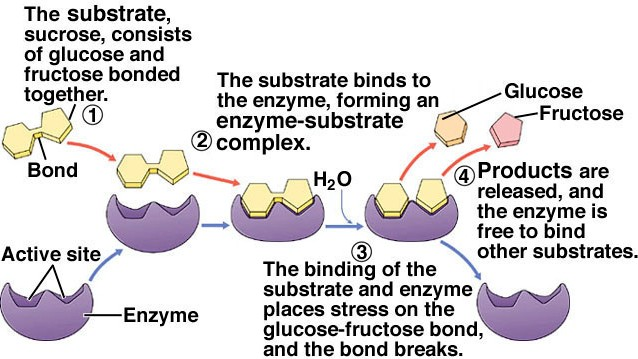 The substrate,
sucrose, consists
of glucose and
fructose bonded
together.
①
Bond
The substrate binds to
the enzyme, forming an
enzyme-substrate
② complex.
Glucose
Fructose
H₂O
④ Products are
released, and
the enzyme is
free to bind
other substrates.
Active site
Enzyme
③
The binding of the
substrate and enzyme
places stress on the
glucose-fructose bond,
and the bond breaks.